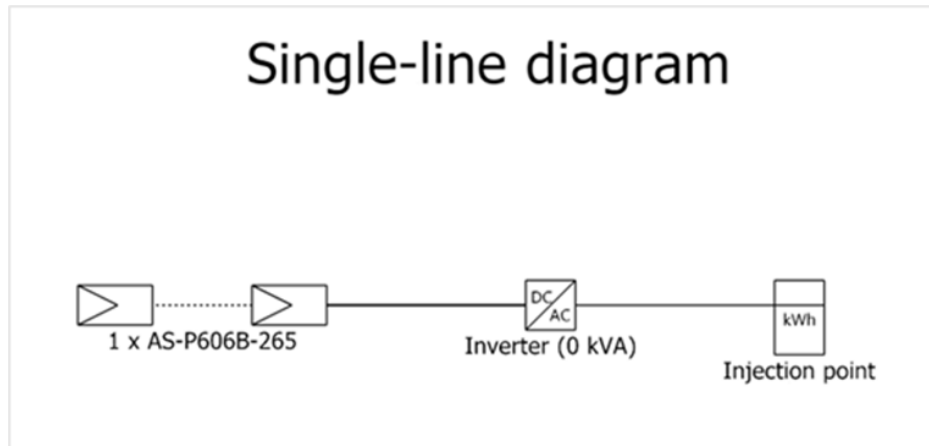 Single-line diagram
DC
AC
kWh
1 x AS-P606B-265
Inverter (0 kVA)
Injection point